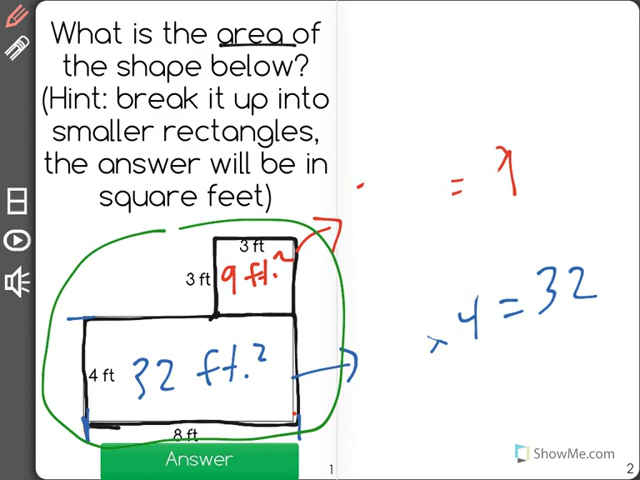 What is the area of
the shape below?
(Hint: break it up into
smaller rectangles,
the answer will be in
square feet)
= 9
3 ft
3 ft
9 ft.²
x 4 = 32
4 ft
32 ft.²
8 ft
Answer
1
ShowMe.com
2